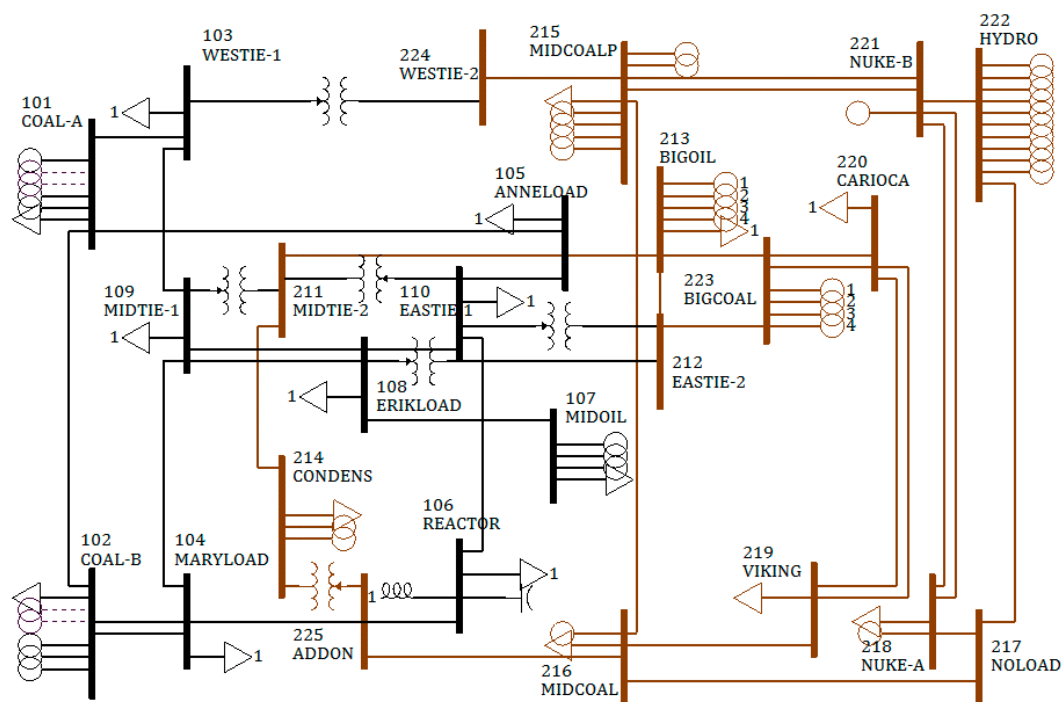 103
WESTIE-1
224
WESTIE-2
215
MIDCOALP
221
NUKE-B
222
HYDRO
101
COAL-A
1
213
BIGOIL
220
CARIOCA
105
ANNELOAD
1
1
2
3
4
1
1
109
MIDTIE-1
211
MIDTIE-2
110
EASTIE-1
223
BIGCOAL
1
1
1
2
3
4
212
EASTIE-2
108
ERIKLOAD
1
107
MIDOIL
214
CONDENS
106
REACTOR
102
COAL-B
104
MARYLOAD
219
VIKING
1
1
225
ADDON
1
216
MIDCOAL
218
NUKE-A
217
NOLOAD